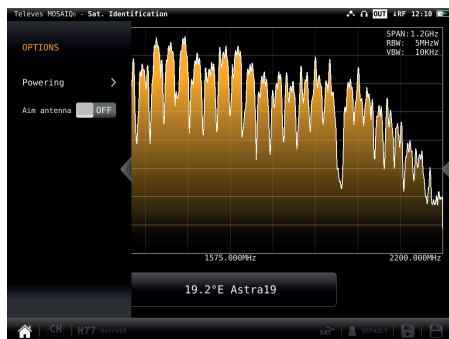 Televes MOSAIQ6 - Sat. Identification
OUT ↓RF 12:10
OPTIONS
Powering >
Aim antenna OFF
SPAN:1.2GHz
RBW: 5MHzW
VBW: 10KHz
1575.000MHz
2200.000MHz
19.2°E Astra19
CH H77 Astra19
SAT DEFAULT